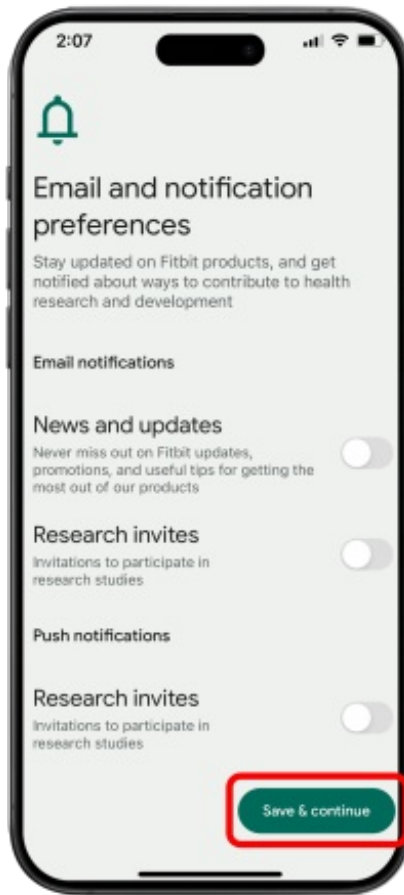 2:07
Email and notification
preferences
Stay updated on Fitbit products, and get
notified about ways to contribute to health
research and development
Email notifications
News and updates
Never miss out on Fitbit updates,
promotions, and useful tips for getting the
most out of our products
Research invites
Invitations to participate in
research studies
Push notifications
Research invites
Invitations to participate in
research studies
Save & continue